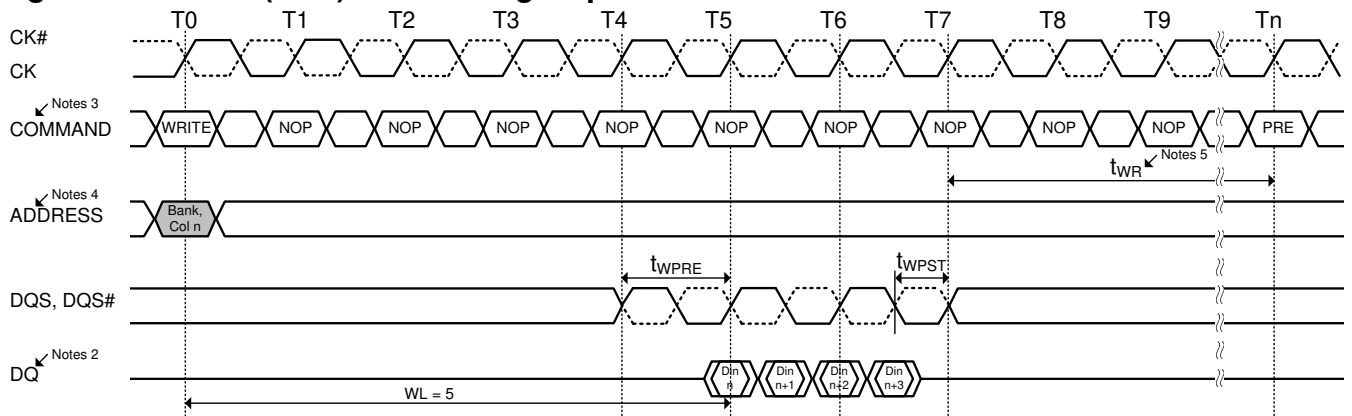 T0 T1 T2 T3 T4 T5 T6 T7 T8 T9 Tn
CK#
CK
Notes 3
COMMAND
WRITE NOP NOP NOP NOP NOP NOP NOP NOP NOP PRE
tWR Notes 5
Notes 4
ADDRESS
Bank,
Col n
tWPRE tWPST
DQS, DQS#
Notes 2
DQ
Din n Din n+1 Din n+2 Din n+3
WL = 5